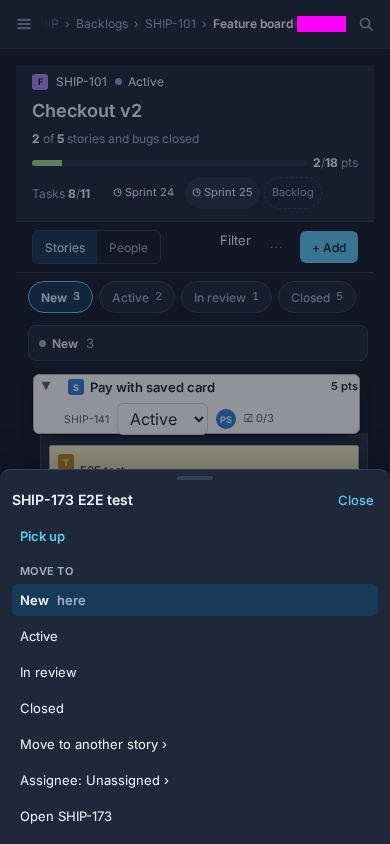 › Backlogs › SHIP-101 › Feature board
F SHIP-101 Active
Checkout v2
2 of 5 stories and bugs closed
2/18 pts
Tasks 8/11 Sprint 24 Sprint 25 Backlog
Stories People Filter ... + Add
New 3 Active 2 In review 1 Closed 5
New 3
S Pay with saved card 5 pts
SHIP-141 Active PS 0/3
T E2E test
SHIP-173 E2E test Close
Pick up
MOVE TO
New here
Active
In review
Closed
Move to another story ›
Assignee: Unassigned ›
Open SHIP-173